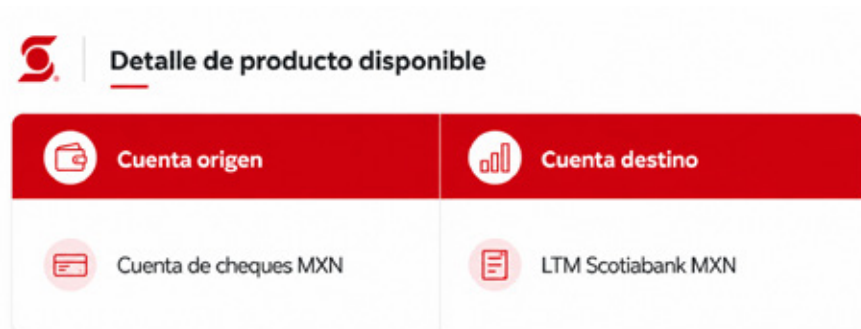 Detalle de producto disponible
Cuenta origen
Cuenta destino
Cuenta de cheques MXN
LTM Scotiabank MXN